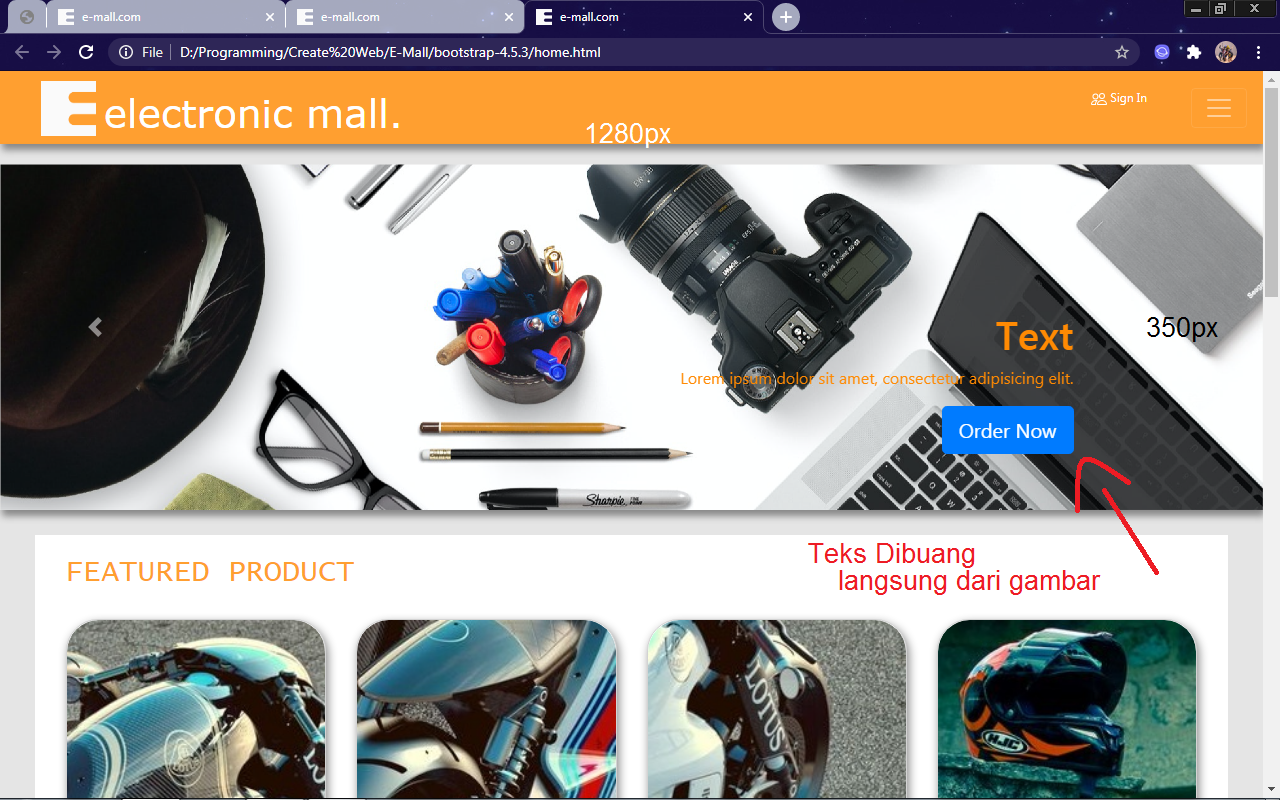 e-mall.com
e-mall.com
e-mall.com
File D:/Programming/Create%20Web/E-Mall/bootstrap-4.5.3/home.html
E electronic mall.
Sign In
1280px
Text
350px
Lorem ipsum dolor sit amet, consectetur adipisicing elit.
Order Now
Sharpie
Teks Dibuang
langsung dari gambar
FEATURED PRODUCT
LOTUS
HJC